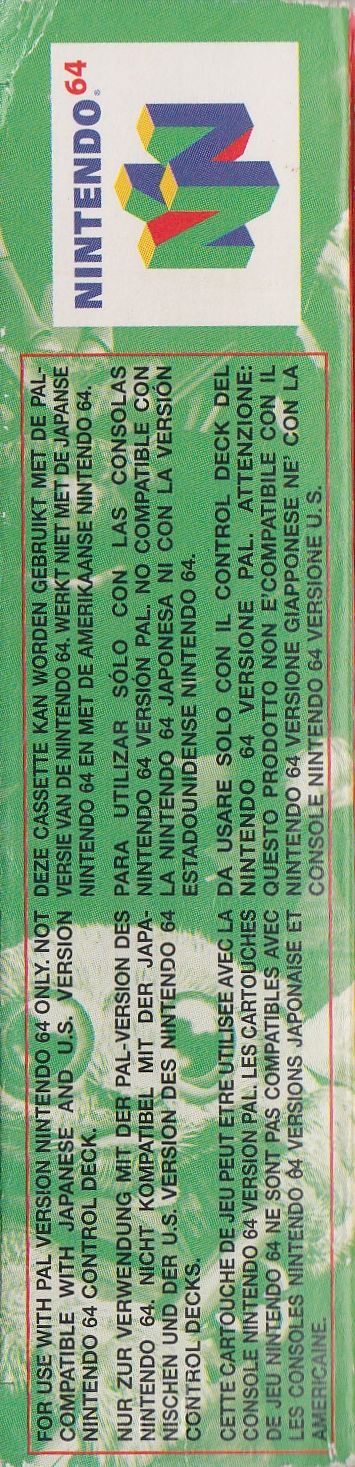 FOR USE WITH PAL VERSION NINTENDO 64 ONLY. NOT
COMPATIBLE WITH JAPANESE AND U.S. VERSION
NINTENDO 64 CONTROL DECK.
NUR ZUR VERWENDUNG MIT DER PAL-VERSION DES
NINTENDO 64. NICHT KOMPATIBEL MIT DER JAPA-
NISCHEN UND DER U.S. VERSION DES NINTENDO 64
CONTROL DECKS.
CETTE CARTOUCHE DE JEU PEUT ETRE UTILISEE AVEC LA
CONSOLE NINTENDO 64 VERSION PAL. LES CARTOUCHES
DE JEU NINTENDO 64 NE SONT PAS COMPATIBLES AVEC
LES CONSOLES NINTENDO 64 VERSIONS JAPONAISE ET
AMERICAINE.
DEZE CASSETTE KAN WORDEN GEBRUIKT MET DE PAL-
VERSIE VAN DE NINTENDO 64. WERKT NIET MET DE JAPANSE
NINTENDO 64 EN MET DE AMERIKAANSE NINTENDO 64.
PARA UTILIZAR SÓLO CON LAS CONSOLAS
NINTENDO 64 VERSIÓN PAL. NO COMPATIBLE CON
LA NINTENDO 64 JAPONESA NI CON LA VERSIÓN
ESTADOUNIDENSE NINTENDO 64.
DA USARE SOLO CON IL CONTROL DECK DEL
NINTENDO 64 VERSIONE PAL. ATTENZIONE:
QUESTO PRODOTTO NON E' COMPATIBILE CON IL
NINTENDO 64 VERSIONE GIAPPONESE NE' CON LA
CONSOLE NINTENDO 64 VERSIONE U.S.
NINTENDO®64